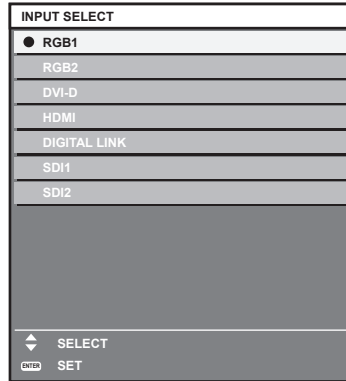 INPUT SELECT
RGB1
RGB2
DVI-D
HDMI
DIGITAL LINK
SDI1
SDI2
SELECT
ENTER SET